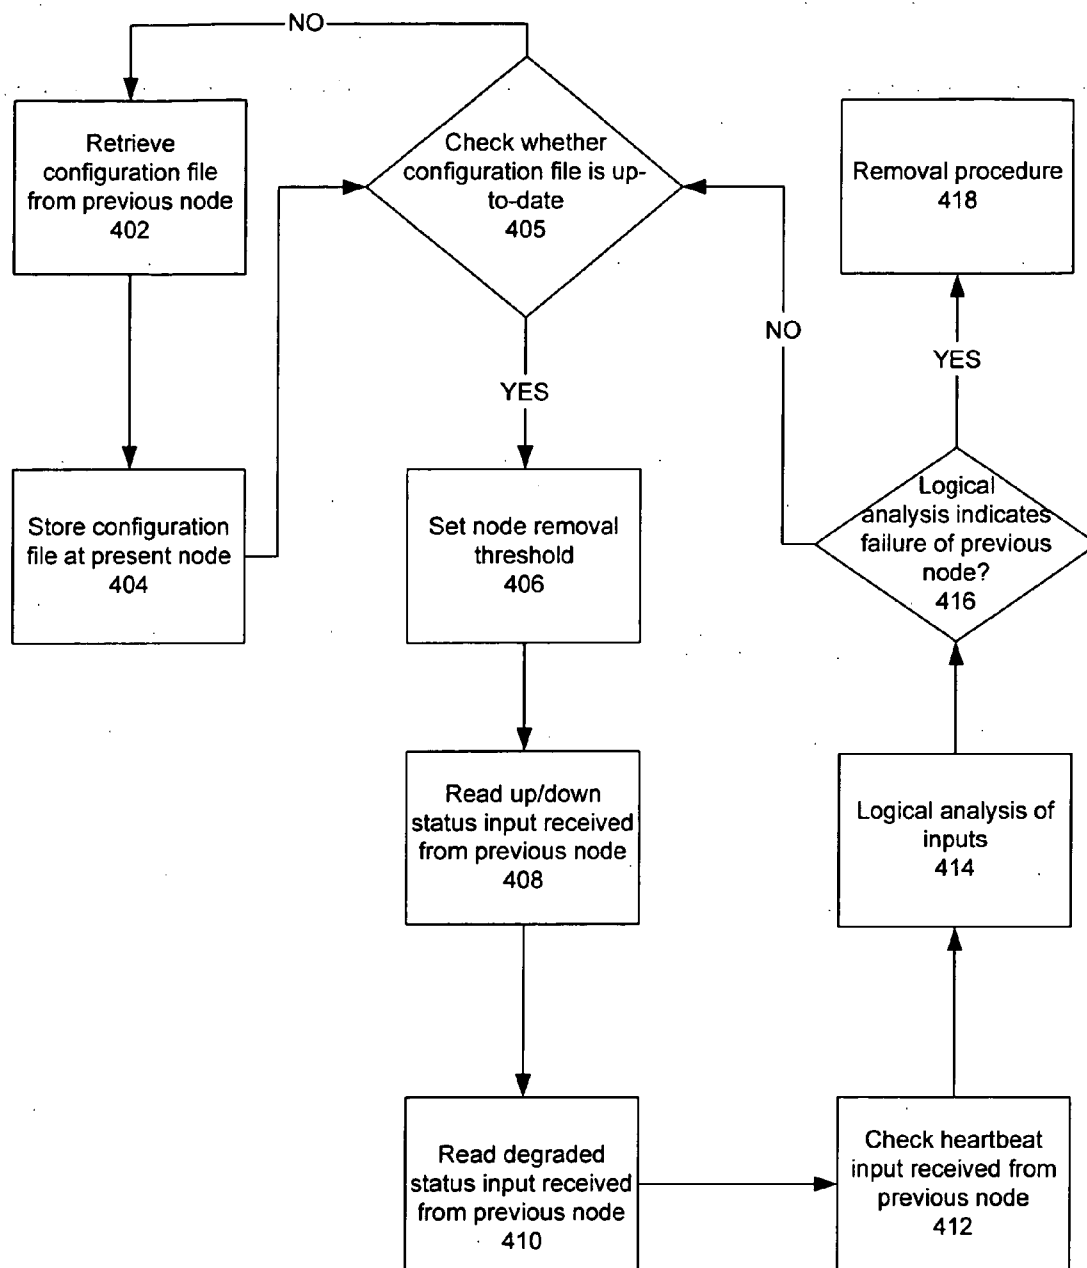 NO
Retrieve
configuration file
from previous node
402
Check whether
configuration file is up-
to-date
405
Removal procedure
418
NO
YES
YES
Store configuration
file at present node
404
Set node removal
threshold
406
Logical
analysis indicates
failure of previous
node?
416
Read up/down
status input received
from previous node
408
Logical analysis of
inputs
414
Read degraded
status input received
from previous node
410
Check heartbeat
input received from
previous node
412